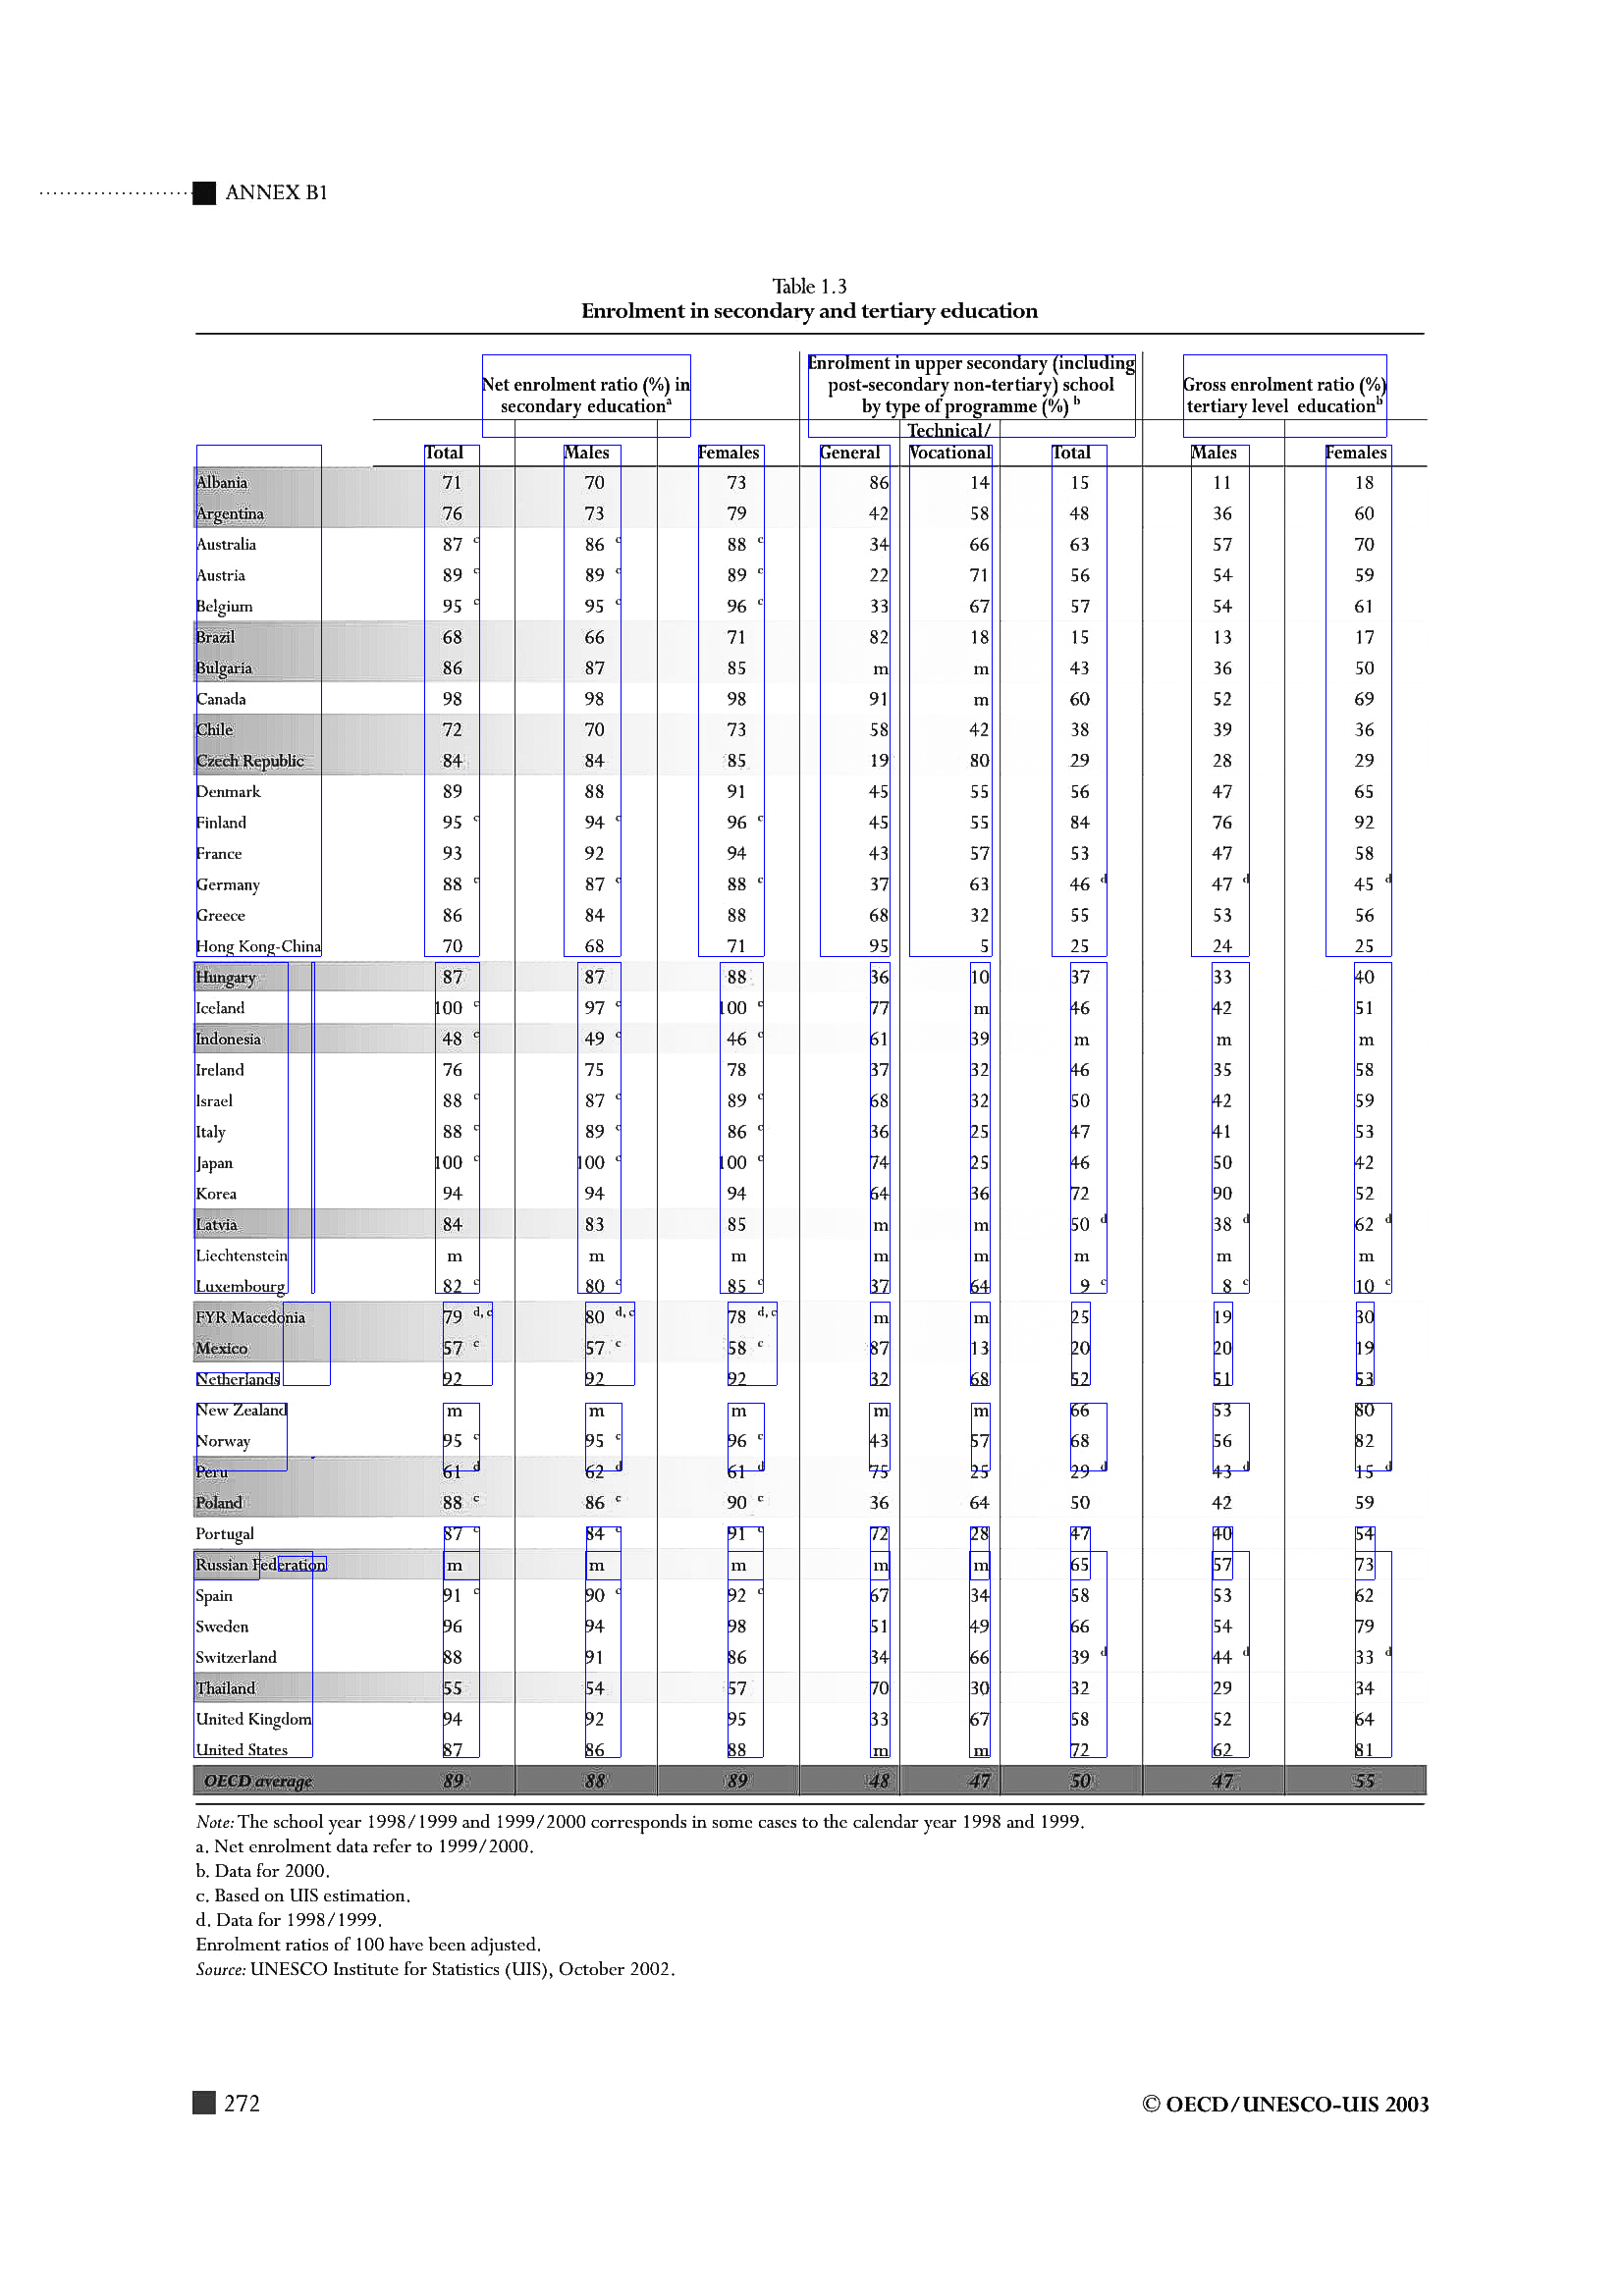 ANNEX B1
Table 1.3
Enrolment in secondary and tertiary education
Net enrolment ratio (%) in secondary education a
Enrolment in upper secondary (including post-secondary non-tertiary) school by type of programme (%) b
Gross enrolment ratio (%) tertiary level education b
Total Males Females General Technical/Vocational Total Males Females
Albania 71 70 73 86 14 15 11 18
Argentina 76 73 79 42 58 48 36 60
Australia 87 c 86 c 88 c 34 66 63 57 70
Austria 89 c 89 c 89 c 22 71 56 54 59
Belgium 95 c 95 c 96 c 33 67 57 54 61
Brazil 68 66 71 82 18 15 13 17
Bulgaria 86 87 85 m m 43 36 50
Canada 98 98 98 91 m 60 52 69
Chile 72 70 73 58 42 38 39 36
Czech Republic 84 84 85 19 80 29 28 29
Denmark 89 88 91 45 55 56 47 65
Finland 95 c 94 c 96 c 45 55 84 76 92
France 93 92 94 43 57 53 47 58
Germany 88 c 87 c 88 c 37 63 46 d 47 d 45 d
Greece 86 84 88 68 32 55 53 56
Hong Kong-China 70 68 71 95 5 25 24 25
Hungary 87 87 88 36 10 37 33 40
Iceland 100 c 97 c 100 c 77 m 46 42 51
Indonesia 48 c 49 c 46 c 61 39 m m m
Ireland 76 75 78 37 32 46 35 58
Israel 88 c 87 c 89 c 68 32 50 42 59
Italy 88 c 89 c 86 c 36 25 47 41 53
Japan 100 c 100 c 100 c 74 25 46 50 42
Korea 94 94 94 64 36 72 90 52
Latvia 84 83 85 m m 50 d 38 d 62 d
Liechtenstein m m m m m m m m
Luxembourg 82 c 80 c 85 c 37 64 9 c 8 c 10 c
FYR Macedonia 79 d, c 80 d, c 78 d, c m m 25 19 30
Mexico 57 c 57 c 58 c 87 13 20 20 19
Netherlands 92 92 92 32 68 52 51 53
New Zealand m m m m m 66 53 80
Norway 95 c 95 c 96 c 43 57 68 56 82
Peru 61 d 62 d 61 d 75 25 29 d 43 d 15 d
Poland 88 c 86 c 90 c 36 64 50 42 59
Portugal 87 c 84 c 91 c 72 28 47 40 54
Russian Federation m m m m m 65 57 73
Spain 91 c 90 c 92 c 67 34 58 53 62
Sweden 96 94 98 51 49 66 54 79
Switzerland 88 91 86 34 66 39 d 44 d 33 d
Thailand 55 54 57 70 30 32 29 34
United Kingdom 94 92 95 33 67 58 52 64
United States 87 86 88 m m 72 62 81
OECD average 89 88 89 48 47 50 47 55
Note: The school year 1998/1999 and 1999/2000 corresponds in some cases to the calendar year 1998 and 1999.
a. Net enrolment data refer to 1999/2000.
b. Data for 2000.
c. Based on UIS estimation.
d. Data for 1998/1999.
Enrolment ratios of 100 have been adjusted.
Source: UNESCO Institute for Statistics (UIS), October 2002.
272
© OECD/UNESCO-UIS 2003